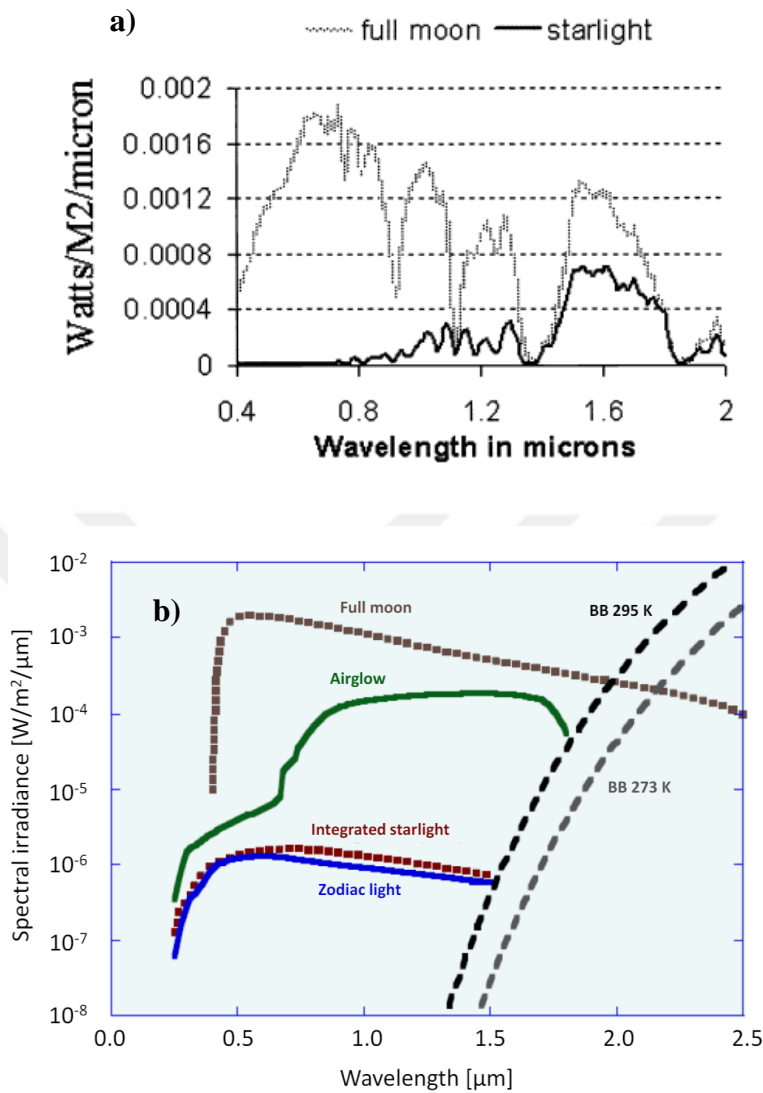 a)
full moon
starlight
Watts/M2/micron
0.002
0.0016
0.0012
0.0008
0.0004
0
0.4
0.8
1.2
1.6
2
Wavelength in microns
b)
Spectral irradiance [W/m²/µm]
10⁻²
10⁻³
10⁻⁴
10⁻⁵
10⁻⁶
10⁻⁷
10⁻⁸
Full moon
BB 295 K
Airglow
BB 273 K
Integrated starlight
Zodiac light
0.0
0.5
1.0
1.5
2.0
2.5
Wavelength [µm]